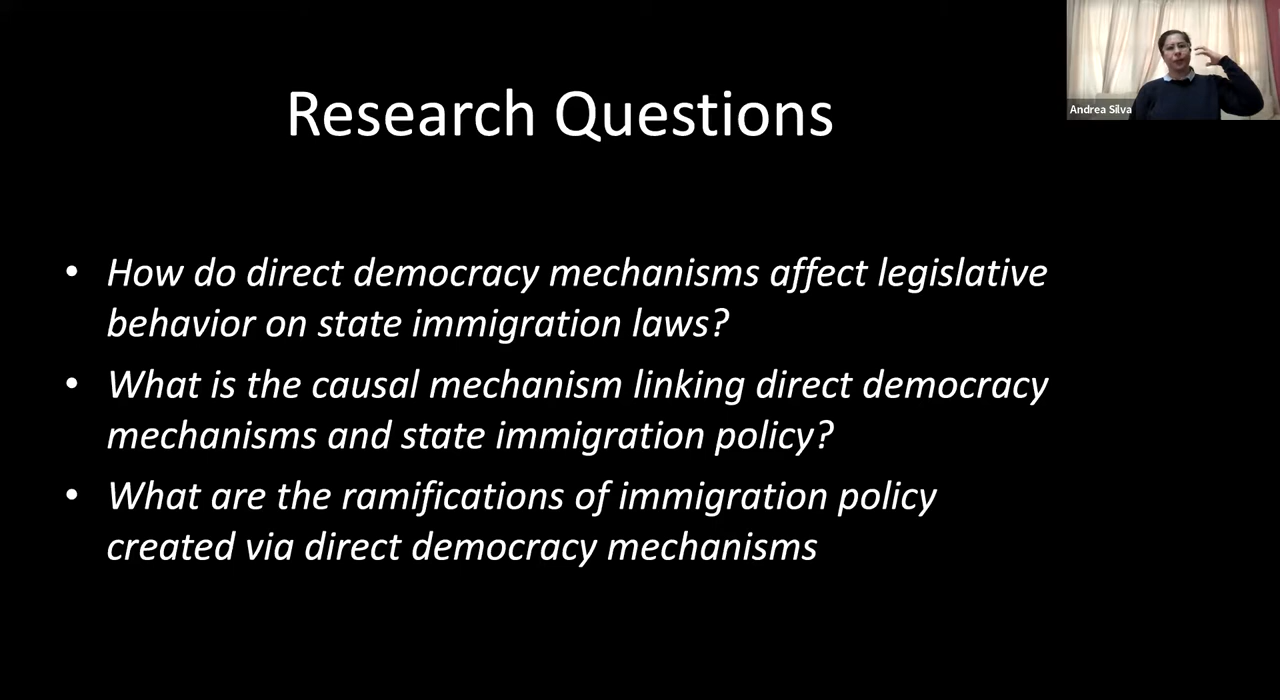 Andrea Silva
Research Questions
• How do direct democracy mechanisms affect legislative
behavior on state immigration laws?
• What is the causal mechanism linking direct democracy
mechanisms and state immigration policy?
• What are the ramifications of immigration policy
created via direct democracy mechanisms